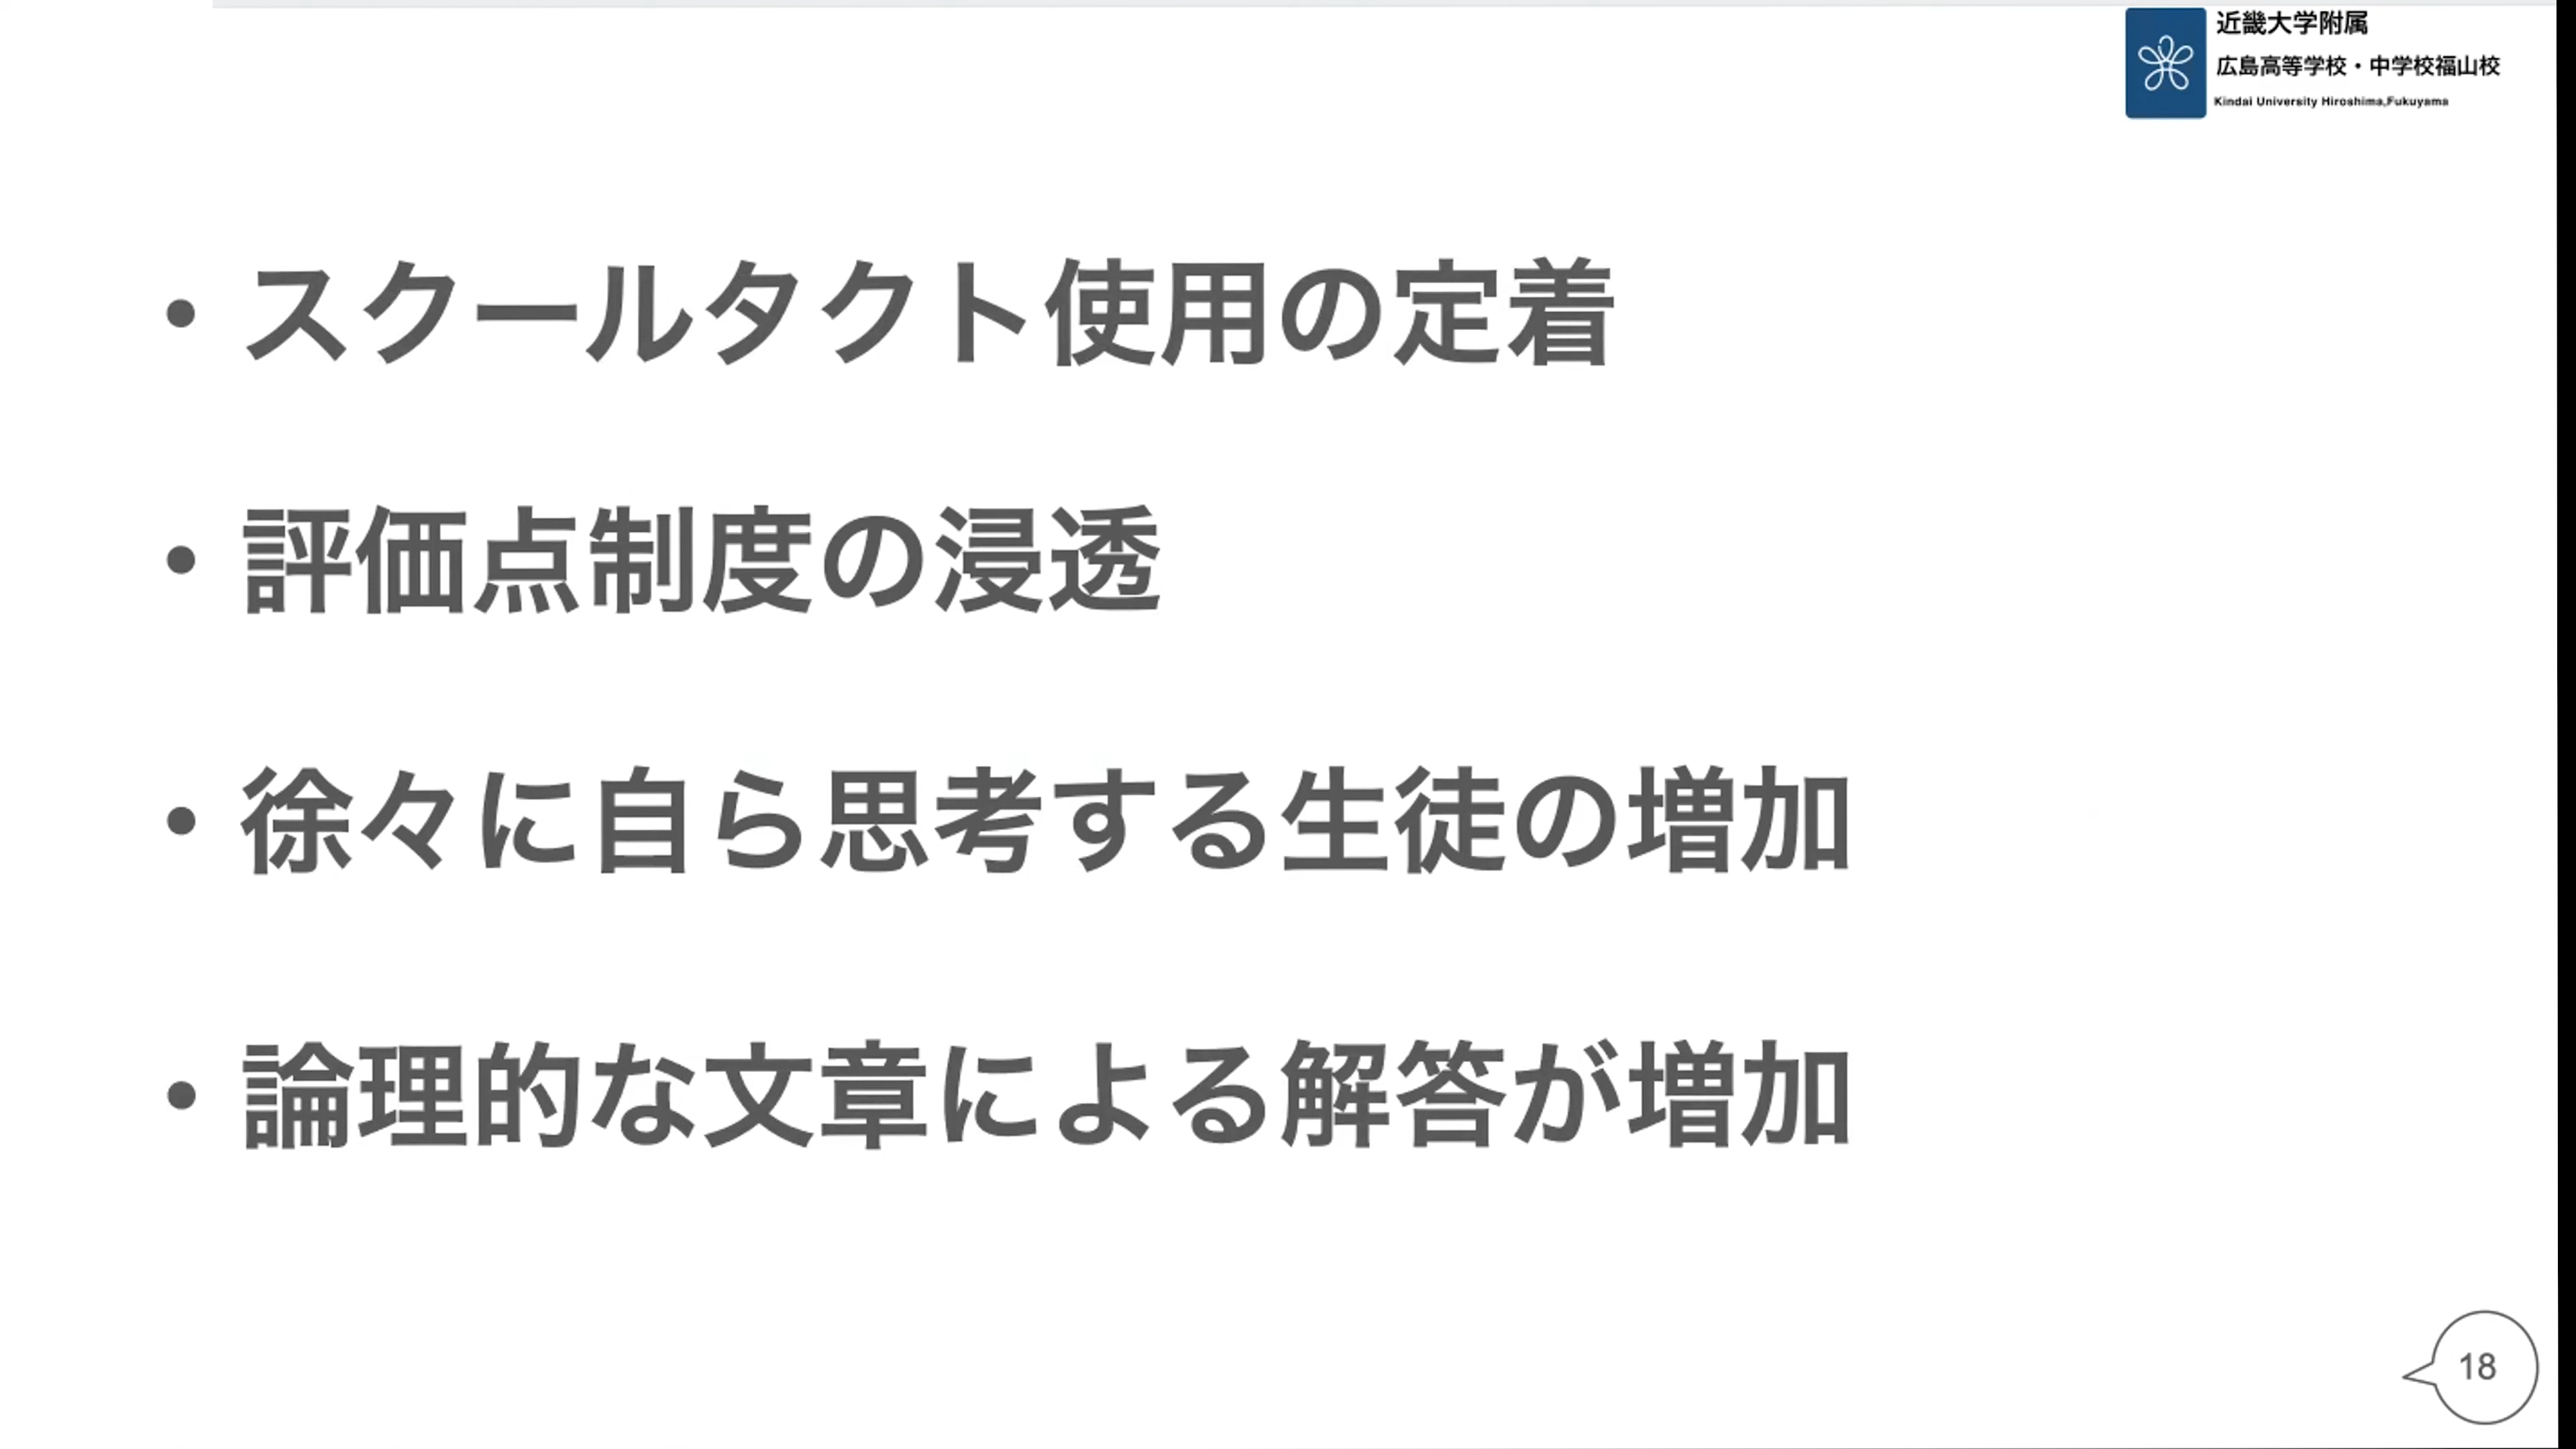 近畿大学附属
広島高等学校・中学校福山校
Kindai University Hiroshima,Fukuyama
・スクールタクト使用の定着
・評価点制度の浸透
・徐々に自ら思考する生徒の増加
・論理的な文章による解答が増加
18